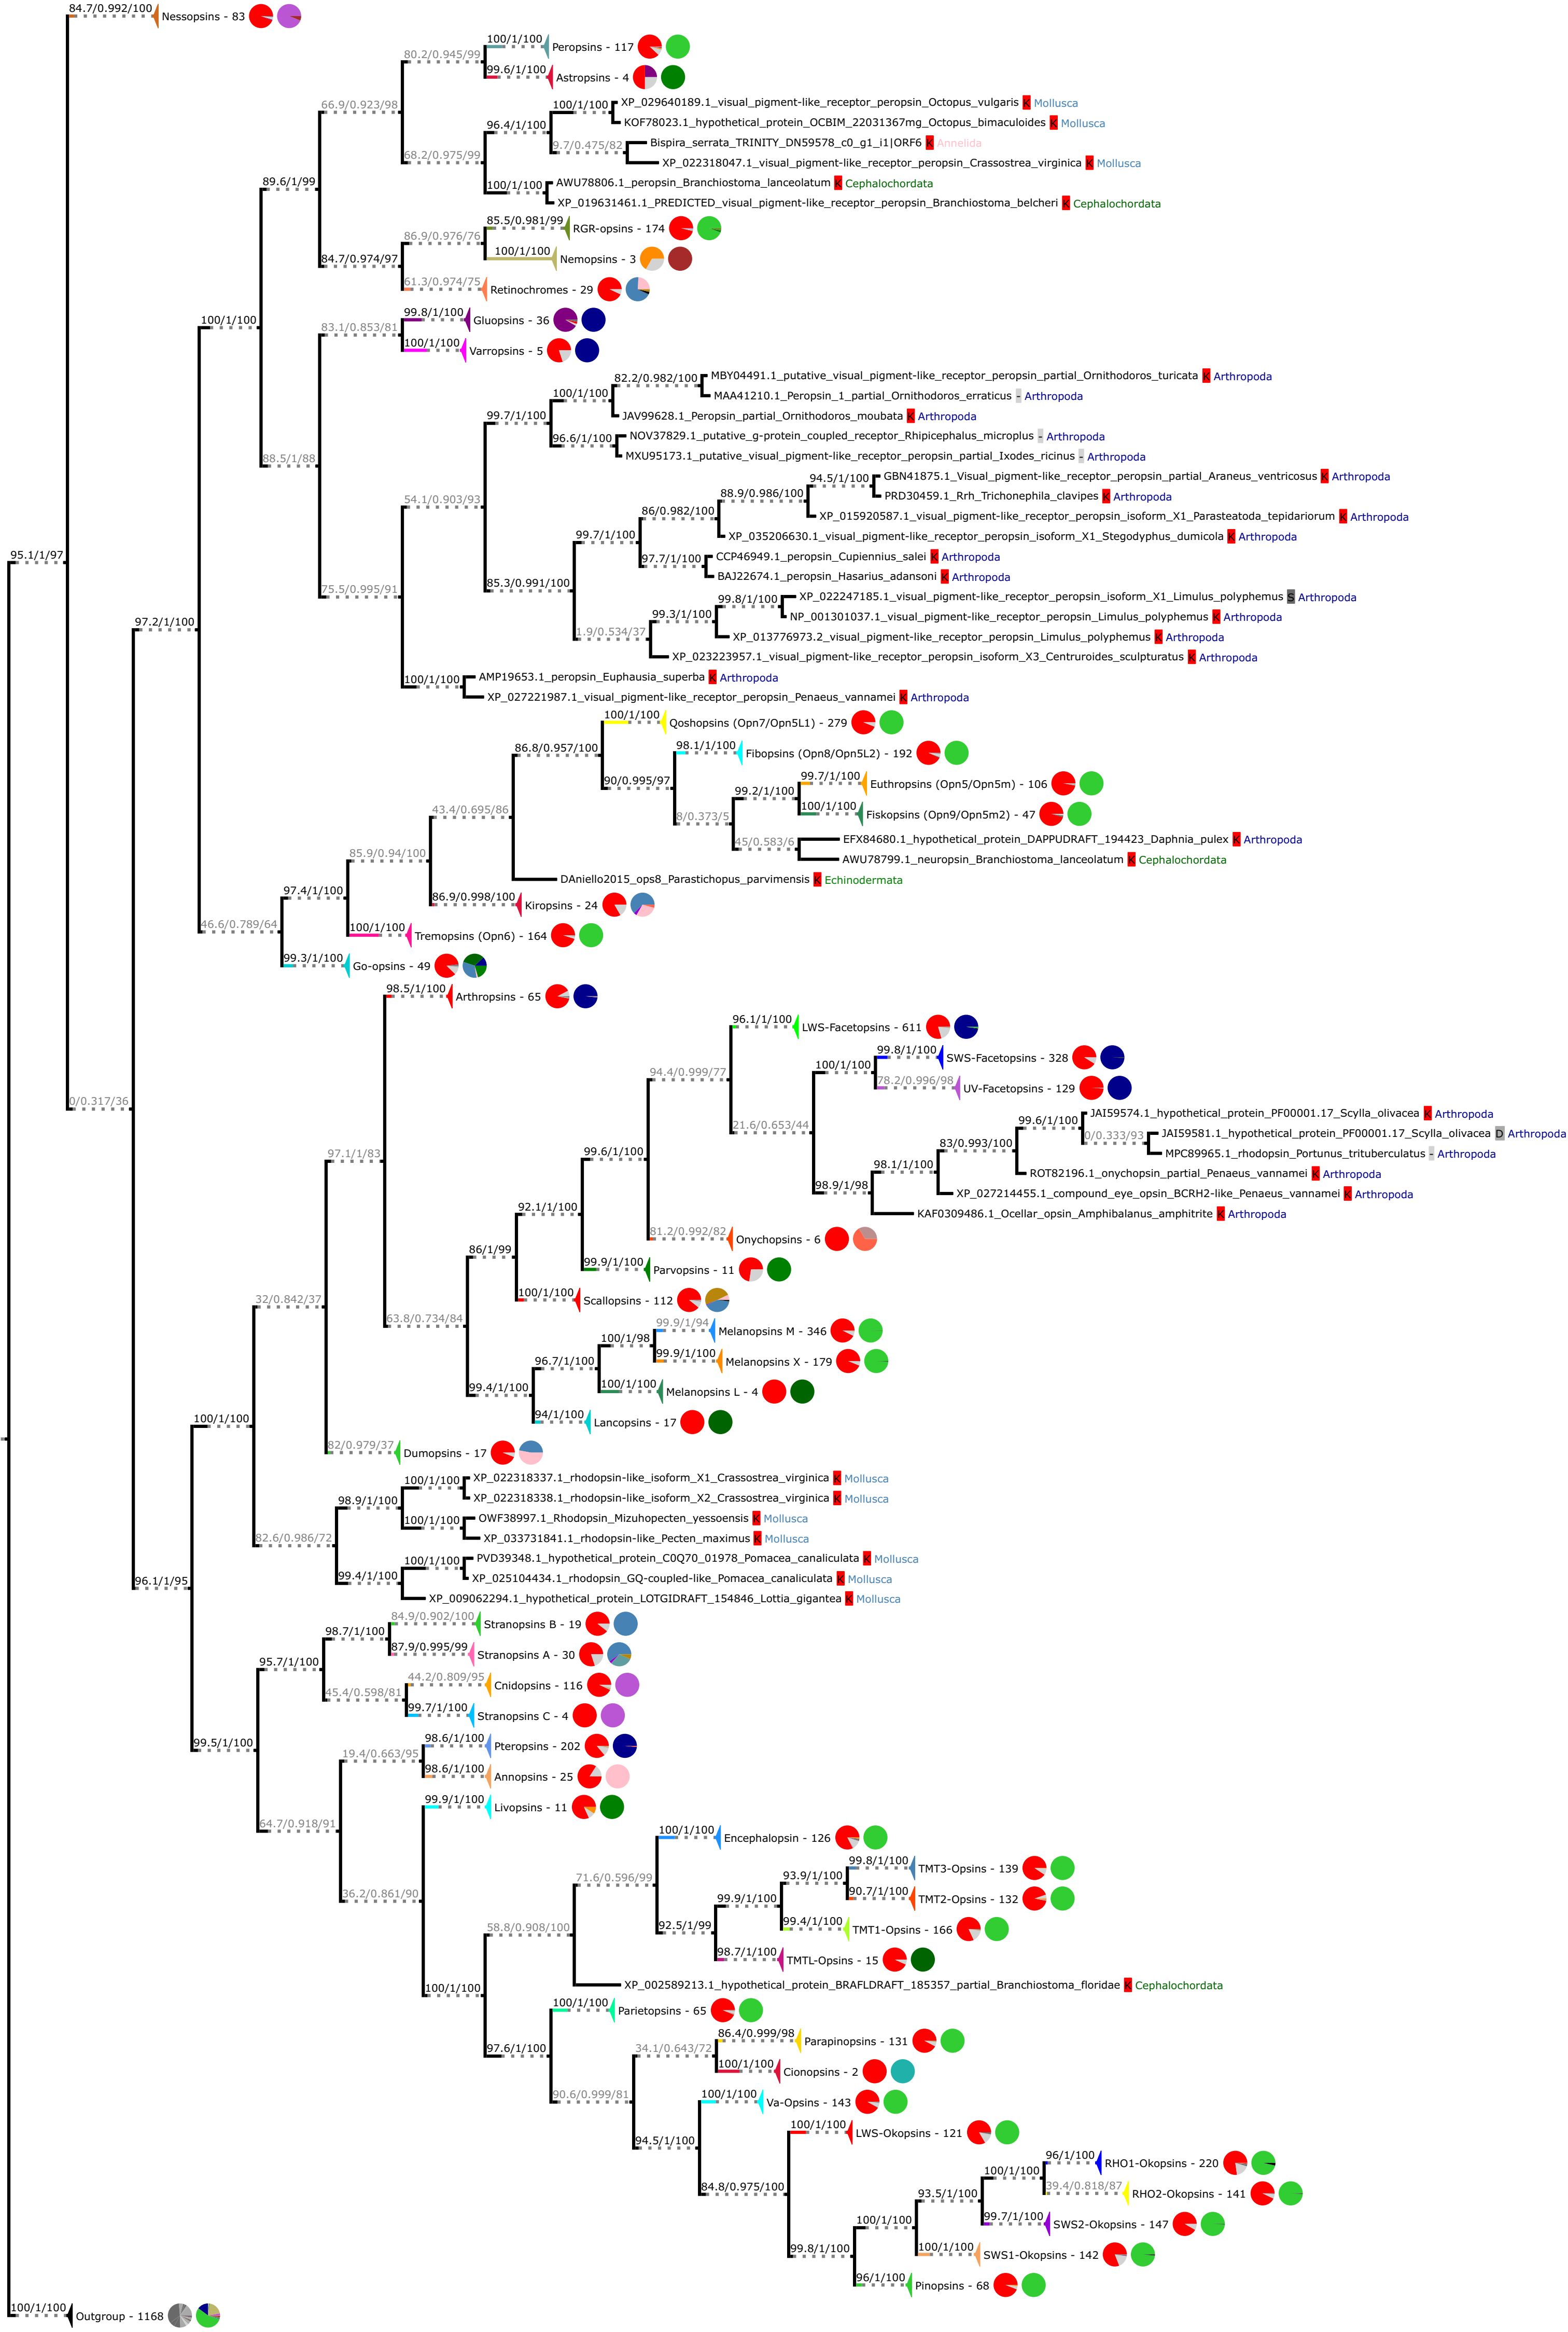 84.7/0.992/100
Nessopsins - 83
80.2/0.945/99
100/1/100
Peropsins - 117
99.6/1/100
Astropsins - 4
66.9/0.923/98
100/1/100
XP_029640189.1_visual_pigment-like_receptor_peropsin_Octopus_vulgaris K Mollusca
KOF78023.1_hypothetical_protein_OCBIM_22031367mg_Octopus_bimaculoides K Mollusca
96.4/1/100
9.7/0.475/82
Bispira_serrata_TRINITY_DN59578_c0_g1_i1|ORF6 K Annelida
68.2/0.975/99
XP_022318047.1_visual_pigment-like_receptor_peropsin_Crassostrea_virginica K Mollusca
89.6/1/99
100/1/100
AWU78806.1_peropsin_Branchiostoma_lanceolatum K Cephalochordata
XP_019631461.1_PREDICTED_visual_pigment-like_receptor_peropsin_Branchiostoma_belcheri K Cephalochordata
85.5/0.981/99
RGR-opsins - 174
86.9/0.976/76
100/1/100
Nemopsins - 3
84.7/0.974/97
61.3/0.974/75
Retinochromes - 29
100/1/100
99.8/1/100
Gluopsins - 36
83.1/0.853/81
100/1/100
Varropsins - 5
82.2/0.982/100
MBY04491.1_putative_visual_pigment-like_receptor_peropsin_partial_Ornithodoros_turicata K Arthropoda
100/1/100
MAA41210.1_Peropsin_1_partial_Ornithodoros_erraticus - Arthropoda
99.7/1/100
JAV99628.1_Peropsin_partial_Ornithodoros_moubata K Arthropoda
96.6/1/100
NOV37829.1_putative_g-protein_coupled_receptor_Rhipicephalus_microplus - Arthropoda
MXU95173.1_putative_visual_pigment-like_receptor_peropsin_partial_Ixodes_ricinus - Arthropoda
88.5/1/88
94.5/1/100
GBN41875.1_Visual_pigment-like_receptor_peropsin_partial_Araneus_ventricosus K Arthropoda
88.9/0.986/100
PRD30459.1_Rrh_Trichonephila_clavipes K Arthropoda
54.1/0.903/93
86/0.982/100
XP_015920587.1_visual_pigment-like_receptor_peropsin_isoform_X1_Parasteatoda_tepidariorum K Arthropoda
XP_035206630.1_visual_pigment-like_receptor_peropsin_isoform_X1_Stegodyphus_dumicola K Arthropoda
99.7/1/100
97.7/1/100
CCP46949.1_peropsin_Cupiennius_salei K Arthropoda
95.1/1/97
BAJ22674.1_peropsin_Hasarius_adansoni K Arthropoda
85.3/0.991/100
75.5/0.995/91
99.8/1/100
XP_022247185.1_visual_pigment-like_receptor_peropsin_isoform_X1_Limulus_polyphemus S Arthropoda
99.3/1/100
NP_001301037.1_visual_pigment-like_receptor_peropsin_Limulus_polyphemus K Arthropoda
97.2/1/100
1.9/0.534/37
XP_013776973.2_visual_pigment-like_receptor_peropsin_Limulus_polyphemus K Arthropoda
XP_023223957.1_visual_pigment-like_receptor_peropsin_isoform_X3_Centruroides_sculpturatus K Arthropoda
100/1/100
AMP19653.1_peropsin_Euphausia_superba K Arthropoda
XP_027221987.1_visual_pigment-like_receptor_peropsin_Penaeus_vannamei K Arthropoda
100/1/100
Qoshopsins (Opn7/Opn5L1) - 279
86.8/0.957/100
98.1/1/100
Fibopsins (Opn8/Opn5L2) - 192
90/0.995/97
99.7/1/100
Euthropsins (Opn5/Opn5m) - 106
99.2/1/100
43.4/0.695/86
100/1/100
Fiskopsins (Opn9/Opn5m2) - 47
8/0.373/5
EFX84680.1_hypothetical_protein_DAPPUDRAFT_194423_Daphnia_pulex K Arthropoda
45/0.583/6
85.9/0.94/100
AWU78799.1_neuropsin_Branchiostoma_lanceolatum K Cephalochordata
DAniello2015_ops8_Parastichopus_parvimensis K Echinodermata
97.4/1/100
86.9/0.998/100
Kiropsins - 24
46.6/0.789/64
100/1/100
Tremopsins (Opn6) - 164
99.3/1/100
Go-opsins - 49
98.5/1/100
Arthropsins - 65
96.1/1/100
LWS-Facetopsins - 611
99.8/1/100
SWS-Facetopsins - 328
100/1/100
94.4/0.999/77
78.2/0.996/98
UV-Facetopsins - 129
0/0.317/36
99.6/1/100
JAI59574.1_hypothetical_protein_PF00001.17_Scylla_olivacea K Arthropoda
21.6/0.653/44
0/0.333/93
JAI59581.1_hypothetical_protein_PF00001.17_Scylla_olivacea D Arthropoda
83/0.993/100
99.6/1/100
MPC89965.1_rhodopsin_Portunus_trituberculatus - Arthropoda
97.1/1/83
98.1/1/100
ROT82196.1_onychopsin_partial_Penaeus_vannamei K Arthropoda
98.9/1/98
XP_027214455.1_compound_eye_opsin_BCRH2-like_Penaeus_vannamei K Arthropoda
92.1/1/100
KAF0309486.1_Ocellar_opsin_Amphibalanus_amphitrite K Arthropoda
81.2/0.992/82
Onychopsins - 6
86/1/99
99.9/1/100
Parvopsins - 11
32/0.842/37
100/1/100
Scallopsins - 112
63.8/0.734/84
99.9/1/94
Melanopsins M - 346
100/1/98
99.9/1/100
Melanopsins X - 179
96.7/1/100
99.4/1/100
100/1/100
Melanopsins L - 4
100/1/100
94/1/100
Lancopsins - 17
82/0.979/37
Dumopsins - 17
100/1/100
XP_022318337.1_rhodopsin-like_isoform_X1_Crassostrea_virginica K Mollusca
98.9/1/100
XP_022318338.1_rhodopsin-like_isoform_X2_Crassostrea_virginica K Mollusca
100/1/100
OWF38997.1_Rhodopsin_Mizuhopecten_yessoensis K Mollusca
82.6/0.986/72
XP_033731841.1_rhodopsin-like_Pecten_maximus K Mollusca
100/1/100
PVD39348.1_hypothetical_protein_C0Q70_01978_Pomacea_canaliculata K Mollusca
96.1/1/95
99.4/1/100
XP_025104434.1_rhodopsin_GQ-coupled-like_Pomacea_canaliculata K Mollusca
XP_009062294.1_hypothetical_protein_LOTGIDRAFT_154846_Lottia_gigantea K Mollusca
84.9/0.902/100
Stranopsins B - 19
98.7/1/100
87.9/0.995/99
Stranopsins A - 30
95.7/1/100
44.2/0.809/95
Cnidopsins - 116
45.4/0.598/81
99.7/1/100
Stranopsins C - 4
99.5/1/100
98.6/1/100
Pteropsins - 202
19.4/0.663/95
98.6/1/100
Annopsins - 25
99.9/1/100
Livopsins - 11
64.7/0.918/91
100/1/100
Encephalopsin - 126
99.8/1/100
TMT3-Opsins - 139
71.6/0.596/99
93.9/1/100
36.2/0.861/90
90.7/1/100
TMT2-Opsins - 132
99.9/1/100
99.4/1/100
TMT1-Opsins - 166
58.8/0.908/100
92.5/1/99
98.7/1/100
TMTL-Opsins - 15
XP_002589213.1_hypothetical_protein_BRAFLDRAFT_185357_partial_Branchiostoma_floridae K Cephalochordata
100/1/100
100/1/100
Parietopsins - 65
86.4/0.999/98
Parapinopsins - 131
97.6/1/100
34.1/0.643/72
100/1/100
Cionopsins - 2
90.6/0.999/81
100/1/100
Va-Opsins - 143
100/1/100
LWS-Okopsins - 121
94.5/1/100
96/1/100
RHO1-Okopsins - 220
100/1/100
39.4/0.818/87
RHO2-Okopsins - 141
84.8/0.975/100
93.5/1/100
99.7/1/100
SWS2-Okopsins - 147
100/1/100
100/1/100
SWS1-Okopsins - 142
99.8/1/100
96/1/100
Pinopsins - 68
100/1/100
Outgroup - 1168